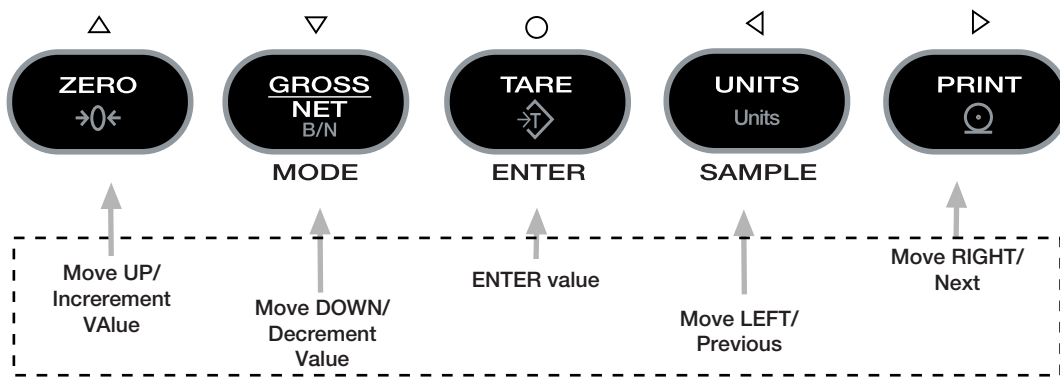 ZERO
GROSS
NET
B/N
TARE
T
UNITS
Units
PRINT
MODE
ENTER
SAMPLE
Move UP/
Increrement
VAlue
Move DOWN/
Decrement
Value
ENTER value
Move LEFT/
Previous
Move RIGHT/
Next